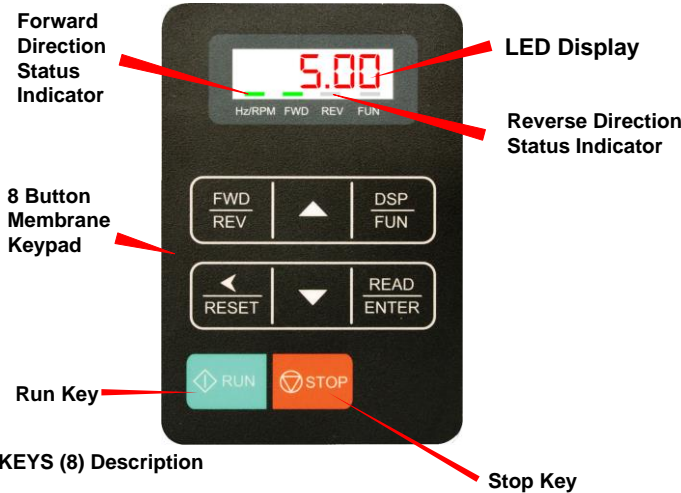 Forward
Direction
Status
Indicator
5.00
LED Display
Hz/RPM FWD REV FUN
Reverse Direction
Status Indicator
8 Button
Membrane
Keypad
FWD
REV
DSP
FUN
RESET
READ
ENTER
RUN
STOP
Run Key
KEYS (8) Description
Stop Key